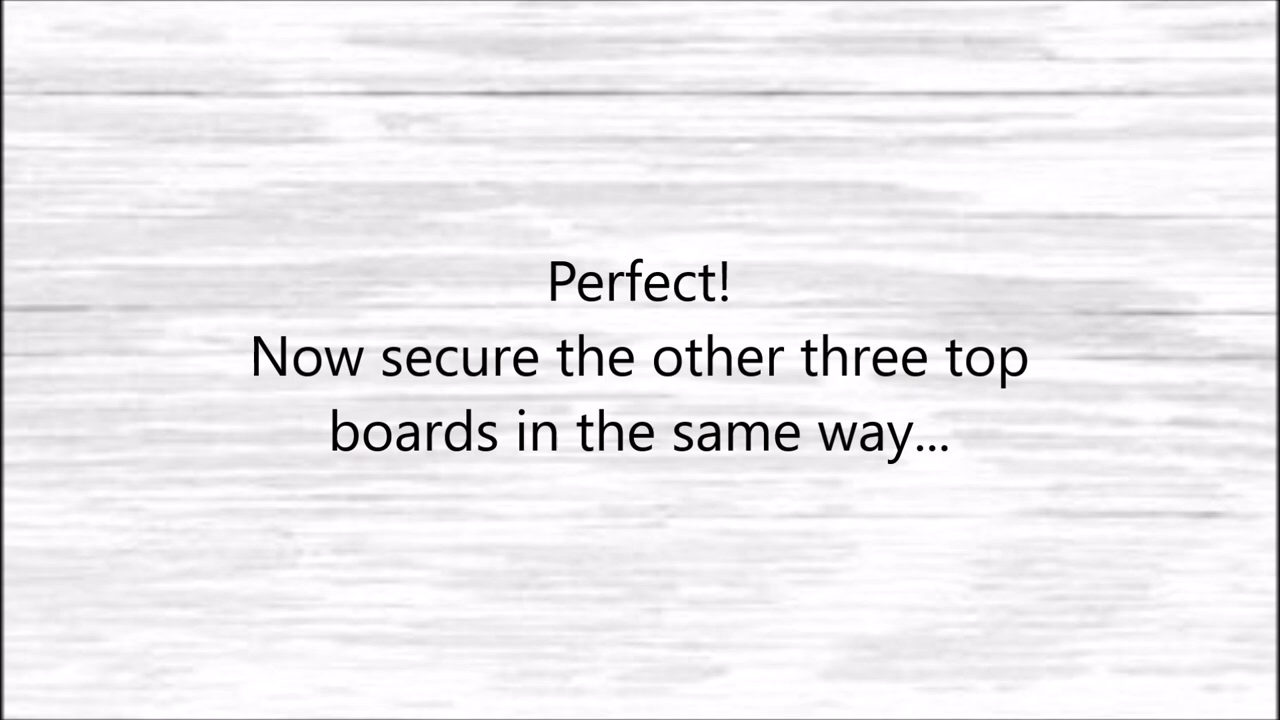 Perfect!
Now secure the other three top
boards in the same way...